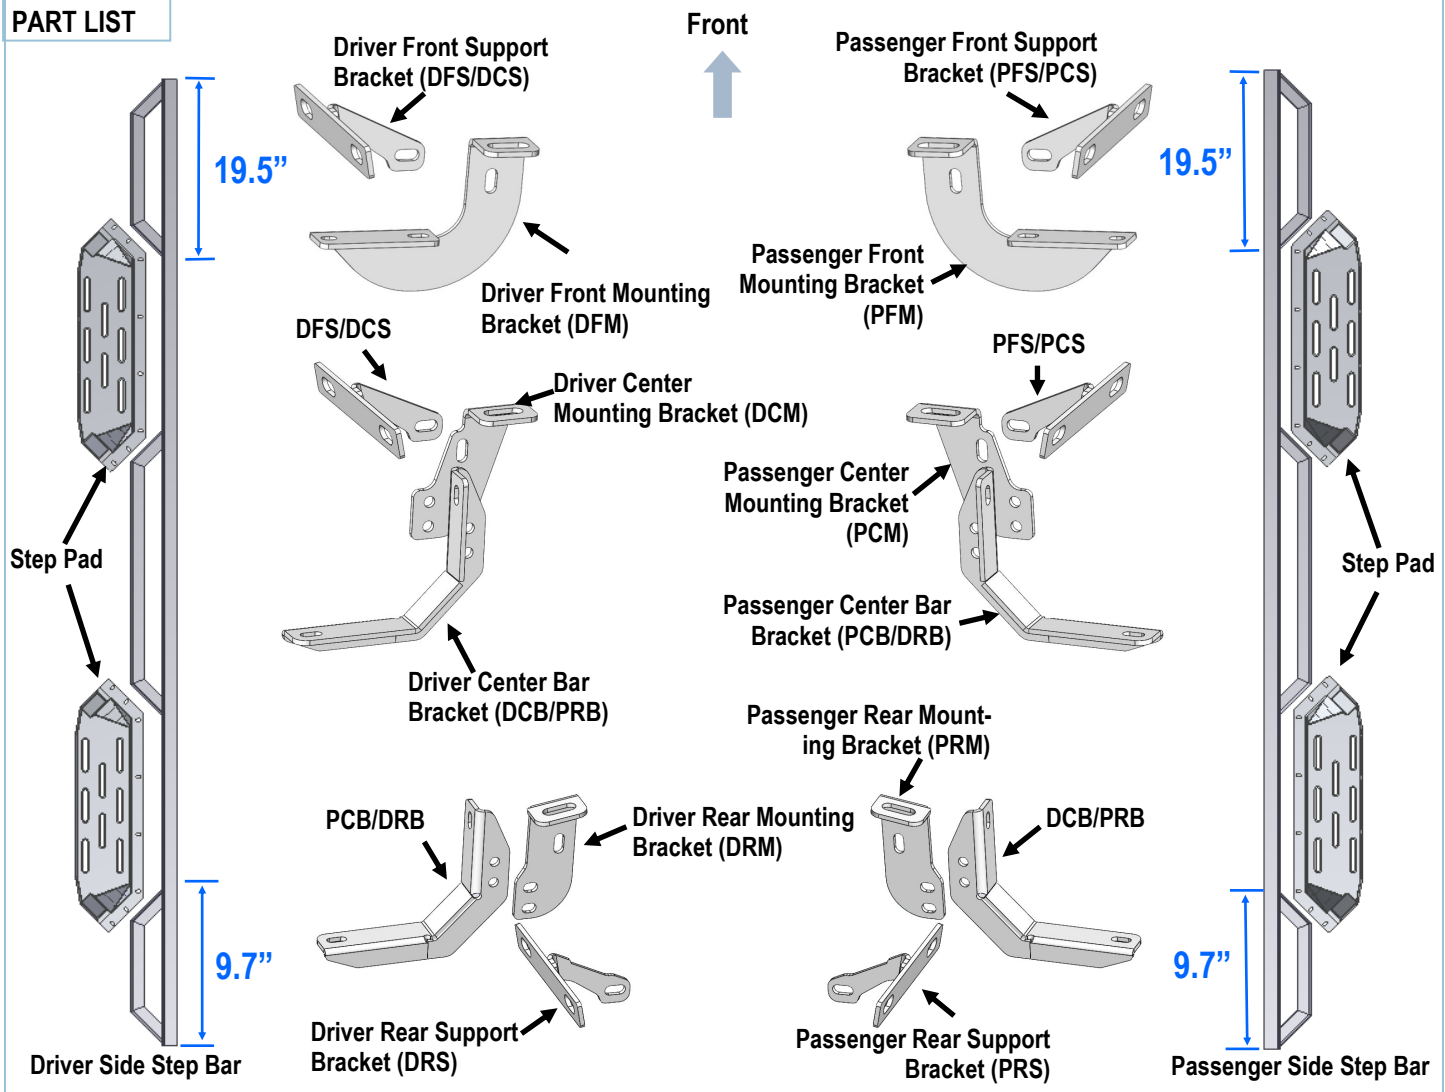 PART LIST
Front
Driver Front Support
Bracket (DFS/DCS)
Passenger Front Support
Bracket (PFS/PCS)
19.5”
19.5”
Driver Front Mounting
Bracket (DFM)
Passenger Front
Mounting Bracket
(PFM)
DFS/DCS
PFS/PCS
Driver Center
Mounting Bracket (DCM)
Passenger Center
Mounting Bracket
(PCM)
Step Pad
Step Pad
Passenger Center Bar
Bracket (PCB/DRB)
Driver Center Bar
Bracket (DCB/PRB)
Passenger Rear Mount-
ing Bracket (PRM)
PCB/DRB
Driver Rear Mounting
Bracket (DRM)
DCB/PRB
9.7”
9.7”
Driver Rear Support
Bracket (DRS)
Passenger Rear Support
Bracket (PRS)
Driver Side Step Bar
Passenger Side Step Bar